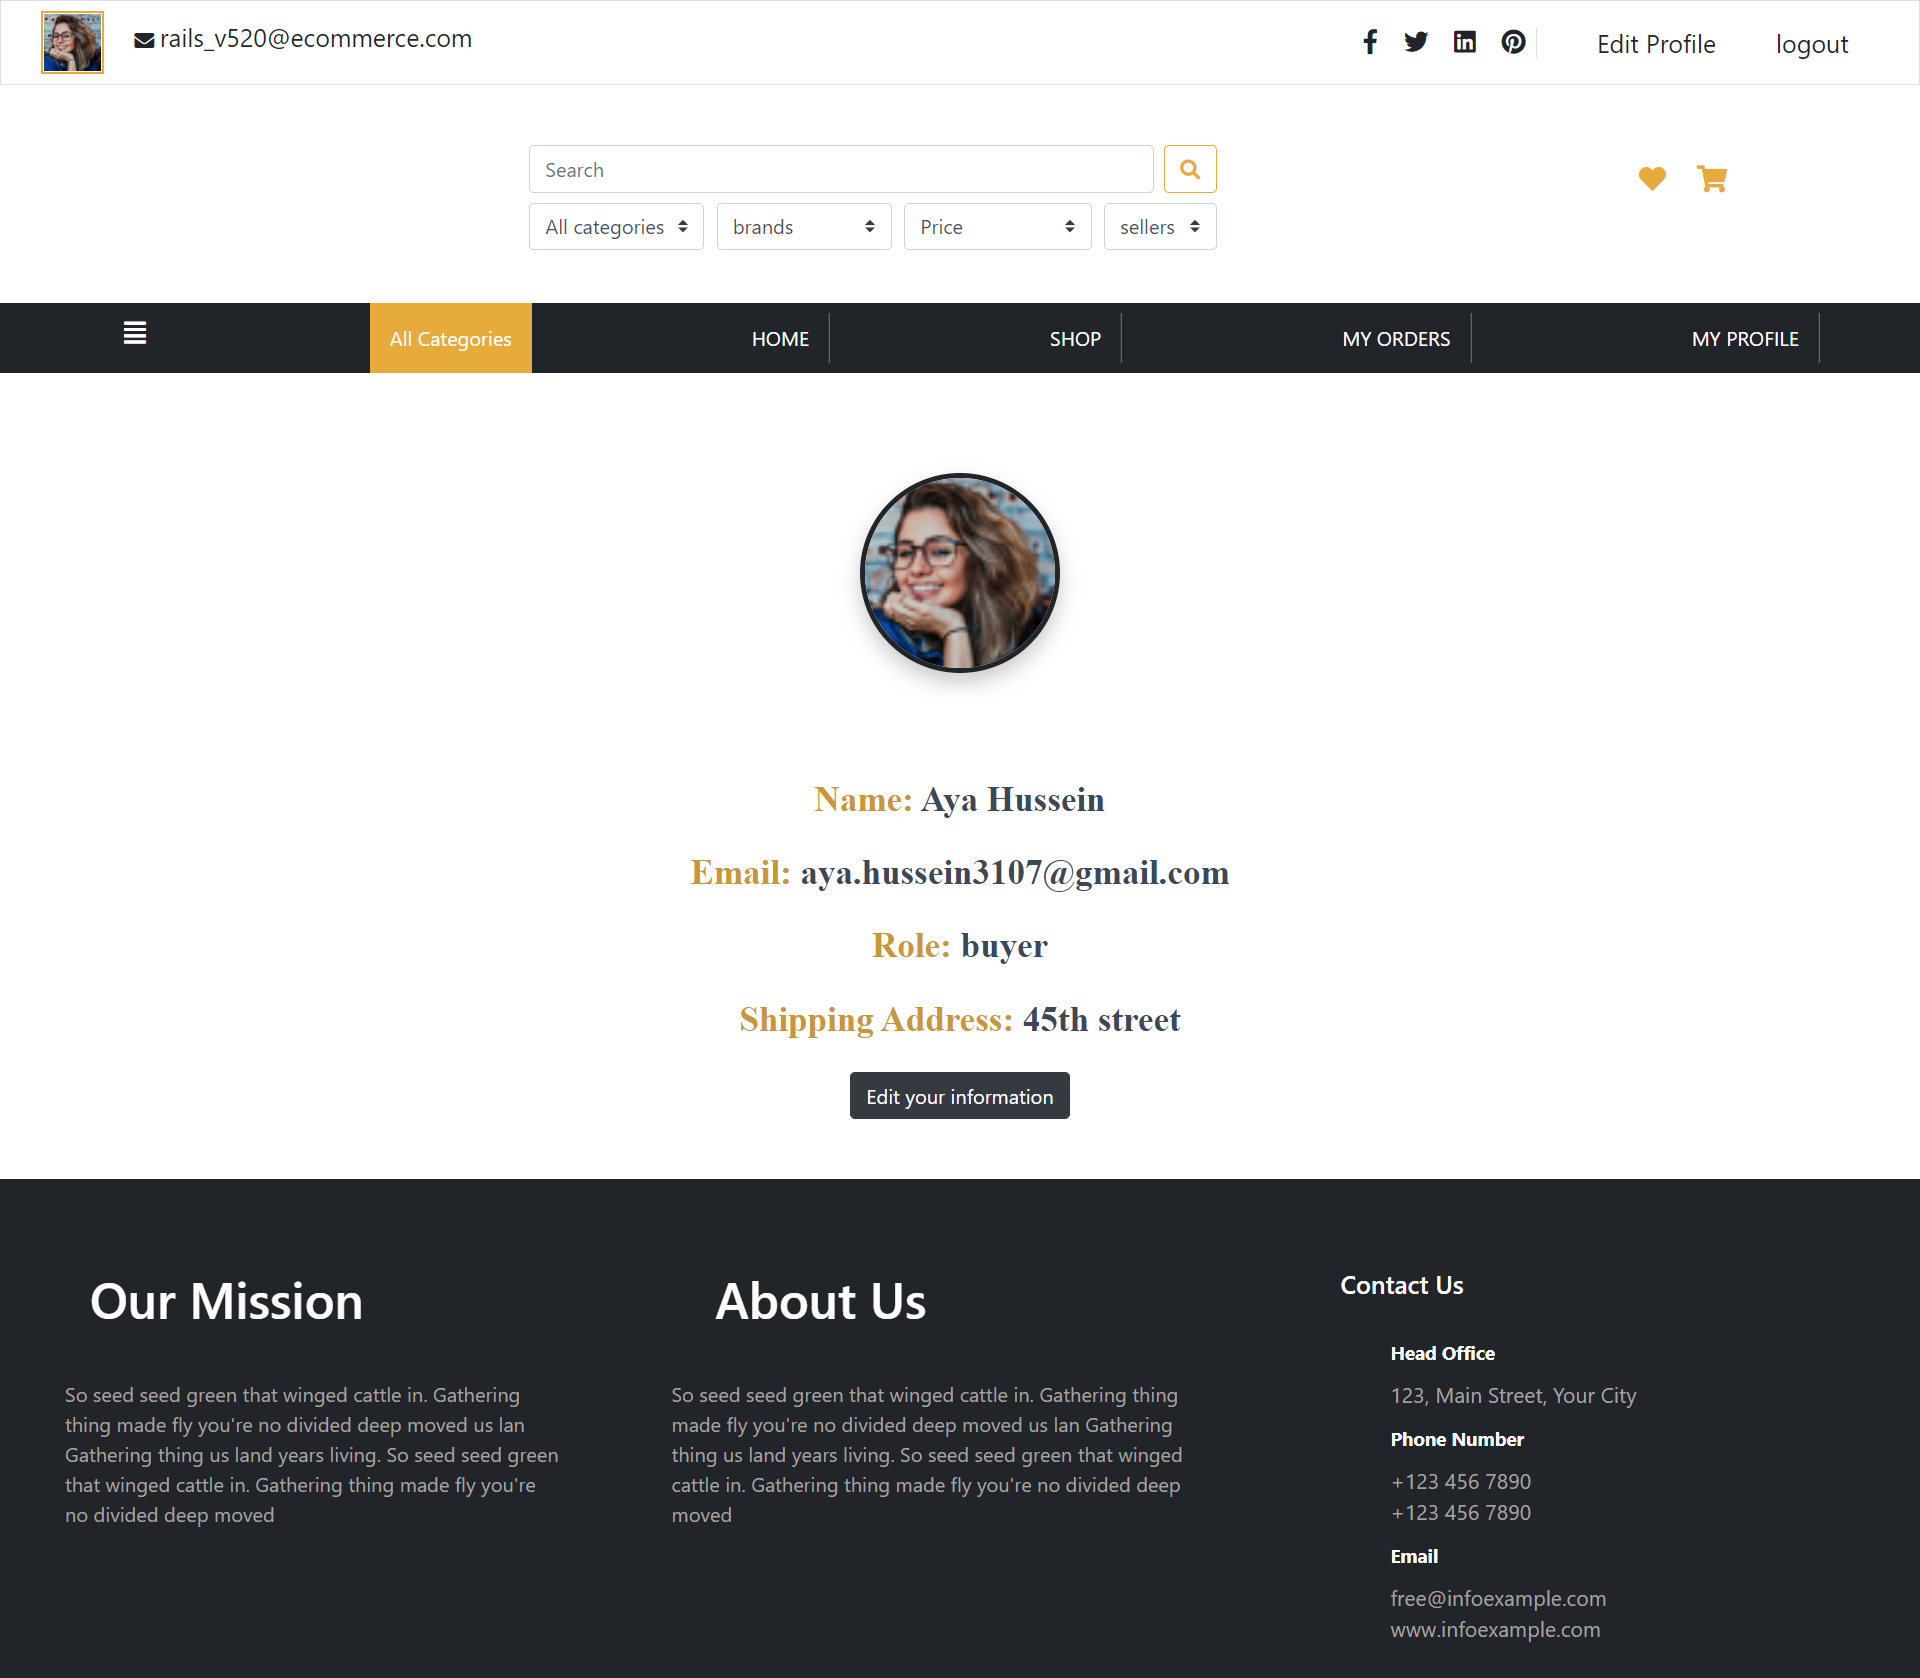 rails_v520@ecommerce.com
Edit Profile
logout
Search
All categories
brands
Price
sellers
All Categories
HOME
SHOP
MY ORDERS
MY PROFILE
Name: Aya Hussein
Email: aya.hussein3107@gmail.com
Role: buyer
Shipping Address: 45th street
Edit your information
Our Mission
So seed seed green that winged cattle in. Gathering
thing made fly you're no divided deep moved us lan
Gathering thing us land years living. So seed seed green
that winged cattle in. Gathering thing made fly you're
no divided deep moved
About Us
So seed seed green that winged cattle in. Gathering thing
made fly you're no divided deep moved us lan Gathering
thing us land years living. So seed seed green that winged
cattle in. Gathering thing made fly you're no divided deep
moved
Contact Us
Head Office
123, Main Street, Your City
Phone Number
+123 456 7890
+123 456 7890
Email
free@infoexample.com
www.infoexample.com